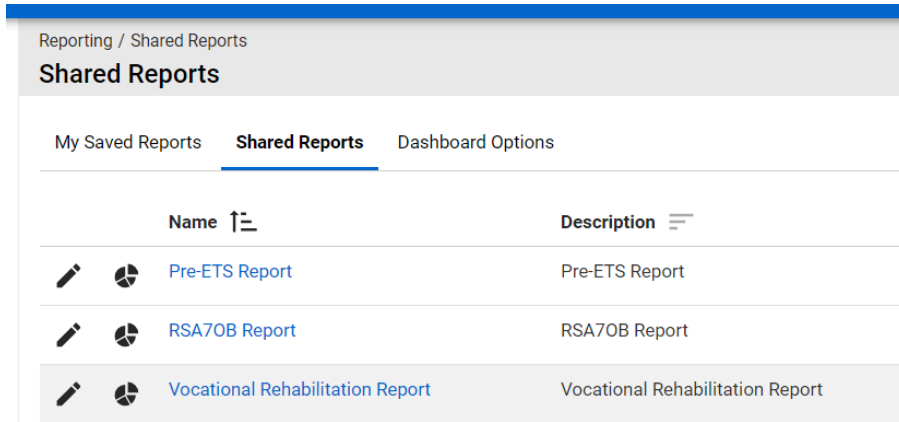 Reporting / Shared Reports
Shared Reports
My Saved Reports Shared Reports Dashboard Options
Name Description
Pre-ETS Report Pre-ETS Report
RSA7OB Report RSA7OB Report
Vocational Rehabilitation Report Vocational Rehabilitation Report